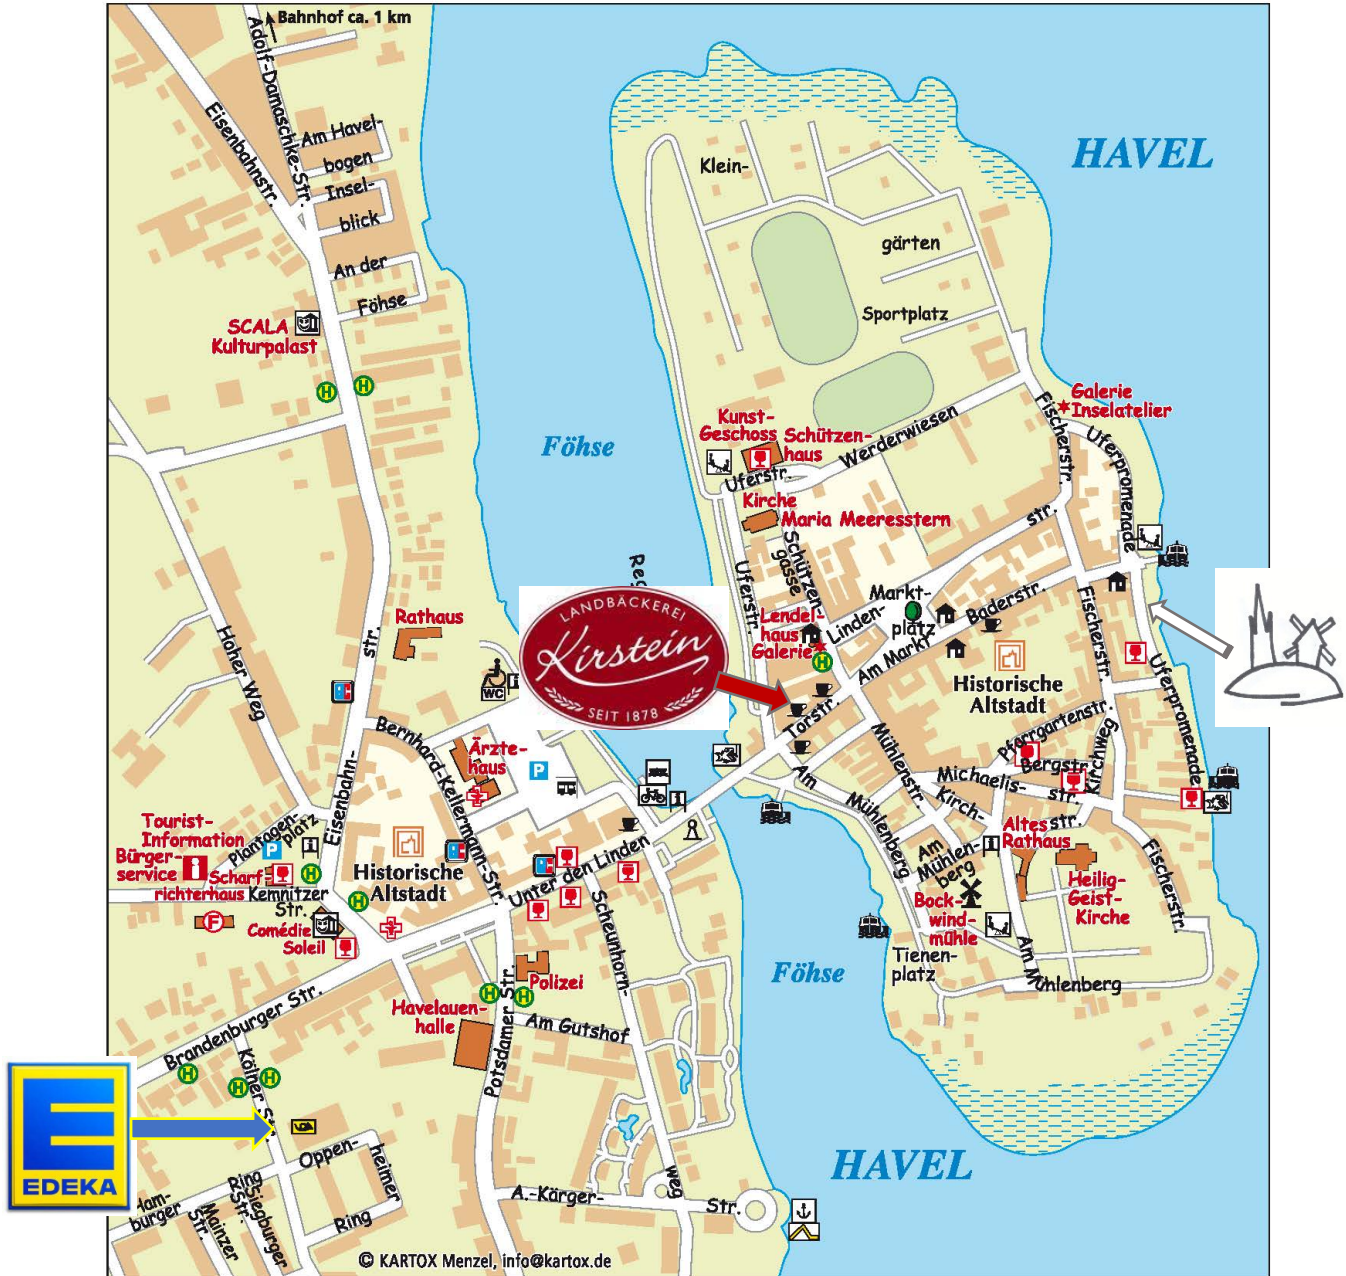 Bahnhof ca. 1 km
Adolf-Damaschke-Str.
Eisenbahnstr.
Am Havel-
bogen
Insel-
blick
An der
Föhse
SCALA
Kulturpalast
H
H
HAVEL
Klein-
gärten
Sportplatz
Föhse
Galerie
Inselatelier
Kunst-
Geschoss
Schützen-
haus
Werderwiesen
Fischerstr.
Uferpromenade
Uferstr.
Kirche
Maria Meeresstern
Schützen-
gasse
Uferstr.
str.
Markt-
platz
Linden-
Lendel-
haus
Galerie
H
Baderstr.
Am Markt
Fischerstr.
Historische
Altstadt
Uferpromenade
Hoher Weg
Rathaus
str.
Eisenbahn-
WC
LANDBÄCKEREI
Kirstein
SEIT 1878
Torstr.
Bernhard-Kellermann-Str.
Ärzte-
haus
P
Am
Mühlenberg
Mühlenstr.
Pfarrgartenstr.
Bergstr.
Kirchweg
Michaelis-
str.
Kirch-
str.
Altes
Rathaus
Am
Mühlen-
berg
Bock-
wind-
mühle
Heilig-
Geist-
Kirche
Fischerstr.
Tienen-
platz
Am Mühlenberg
Tourist-
Information
Bürger-
service
Plantagen-
platz
P
H
Scharf-
richterhaus
Kemnitzer
Str.
F
Comédie
Soleil
H
Historische
Altstadt
Unter den Linden
Scheunhorn-
weg
Föhse
Polizei
H
H
Havelauen-
halle
Am Gutshof
Potsdamer Str.
Brandenburger Str.
Kölner Str.
H
H
H
EDEKA
Oppen-
heimer
Ring
Ring
Str.
Ham-
burger
Mainzer
Str.
Siegburger
A.-Kärger-
Str.
HAVEL
© KARTOX Menzel, info@kartox.de